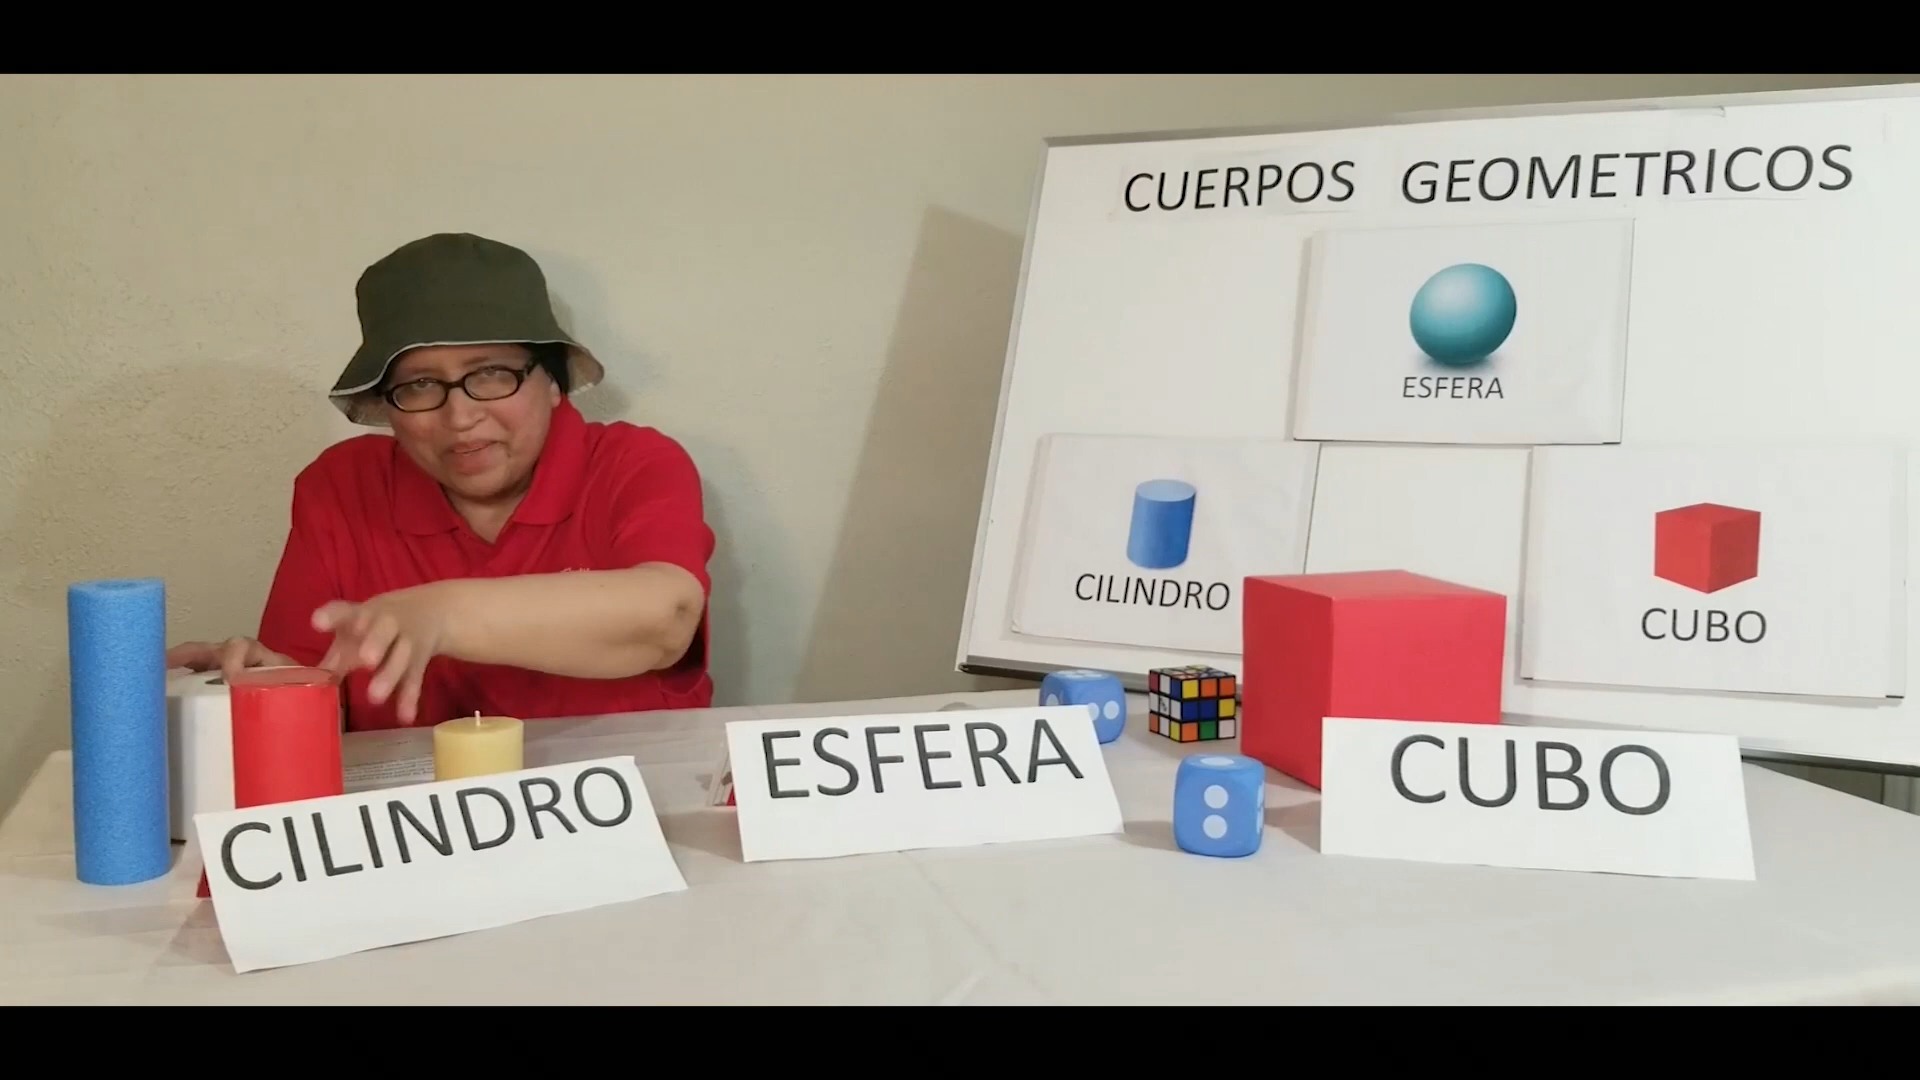 CUERPOS GEOMETRICOS
ESFERA
CILINDRO
CUBO
CILINDRO
ESFERA
CUBO